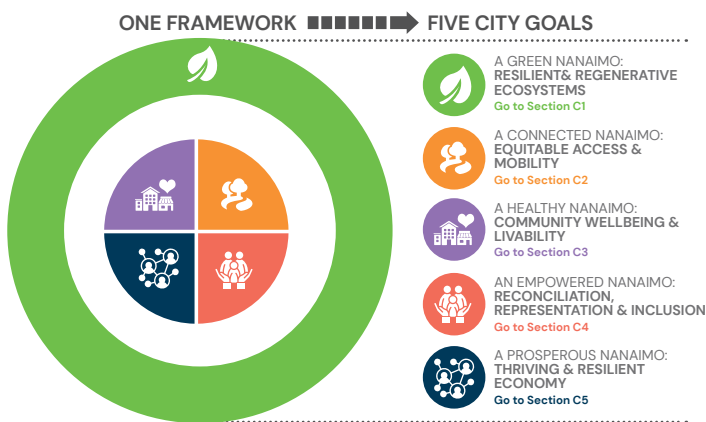 ONE FRAMEWORK FIVE CITY GOALS
A GREEN NANAIMO:
RESILIENT& REGENERATIVE
ECOSYSTEMS
Go to Section C1
A CONNECTED NANAIMO:
EQUITABLE ACCESS &
MOBILITY
Go to Section C2
A HEALTHY NANAIMO:
COMMUNITY WELLBEING &
LIVABILITY
Go to Section C3
AN EMPOWERED NANAIMO:
RECONCILIATION,
REPRESENTATION & INCLUSION
Go to Section C4
A PROSPEROUS NANAIMO:
THRIVING & RESILIENT
ECONOMY
Go to Section C5